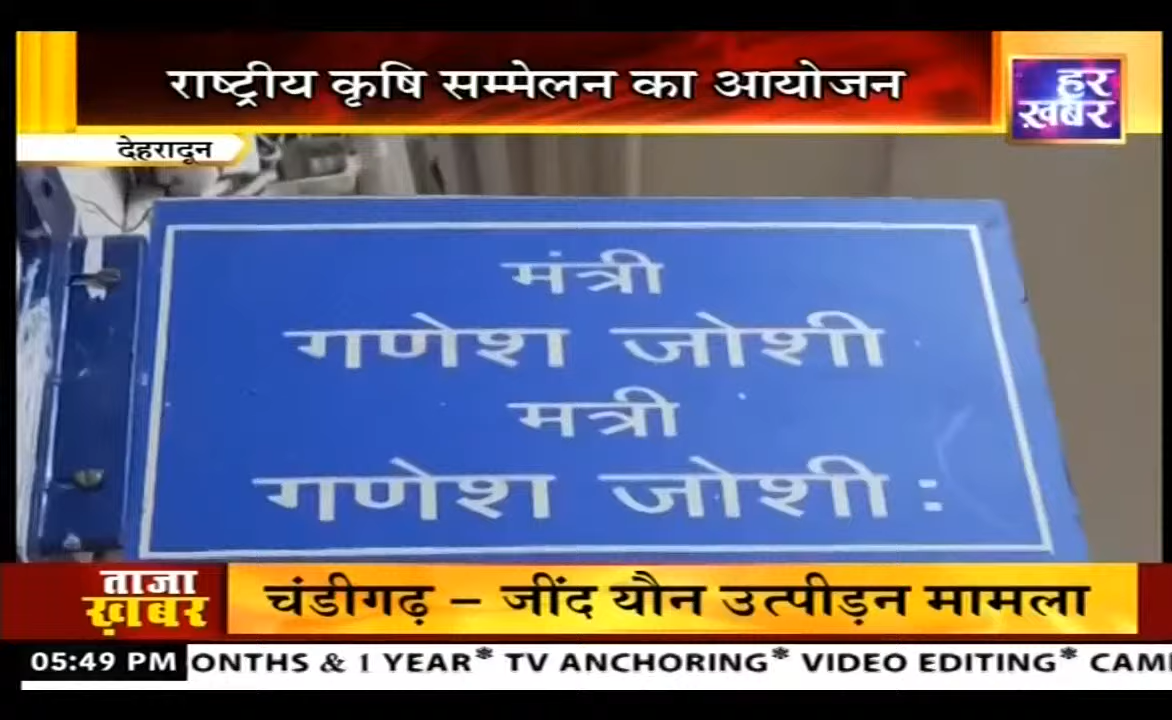 राष्ट्रीय कृषि सम्मेलन का आयोजन
हर
ख़बर
देहरादून
मंत्री
गणेश जोशी
मत्री
गणेश जोशी :
ताजा
ख़बर
चंडीगढ़ – जींद यौन उत्पीड़न मामला
05:49 PM ONTHS & 1 YEAR* TV ANCHORING* VIDEO EDITING* CAM